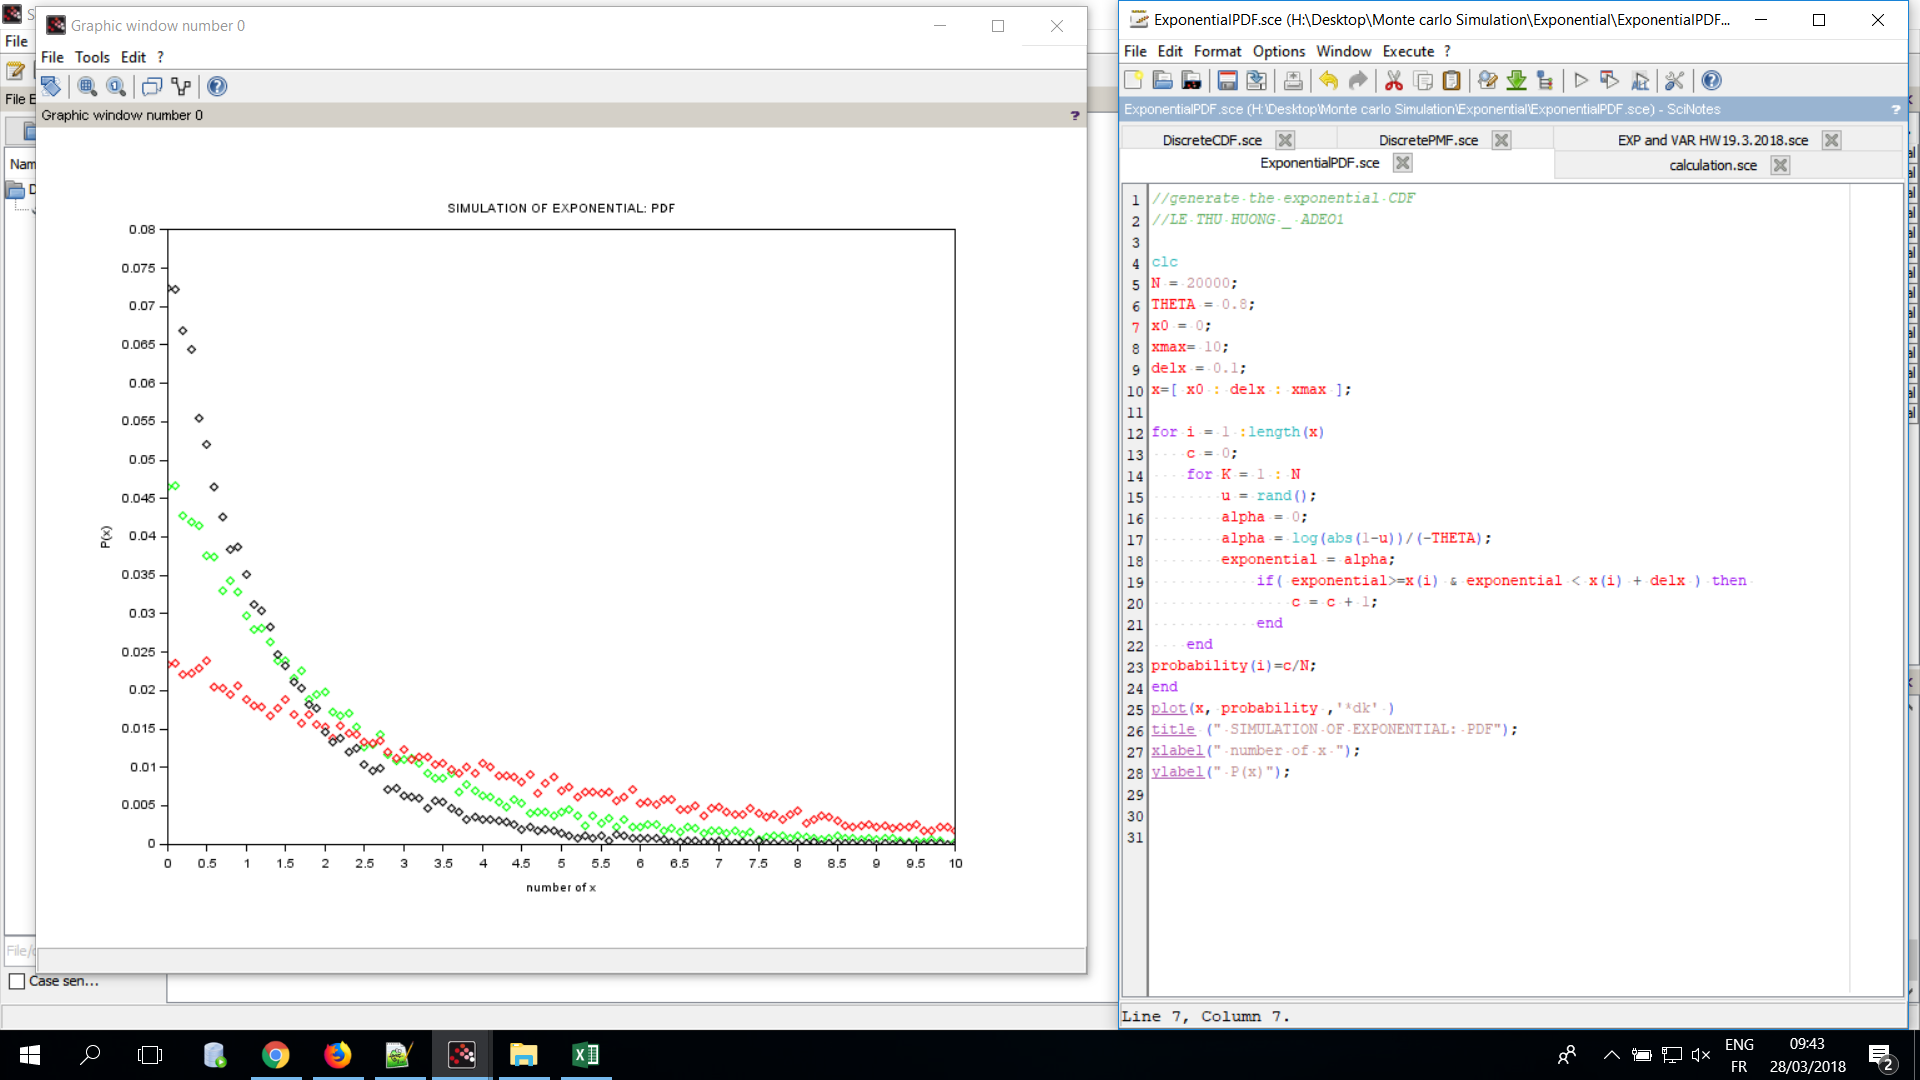 S
File
File E
Nam
D
File/c
Case sen...
Graphic window number 0
File Tools Edit ?
Graphic window number 0 ?
SIMULATION OF EXPONENTIAL: PDF
0.08
0.075
0.07
0.065
0.06
0.055
0.05
0.045
0.04
0.035
0.03
0.025
0.02
0.015
0.01
0.005
0
P(x)
0 0.5 1 1.5 2 2.5 3 3.5 4 4.5 5 5.5 6 6.5 7 7.5 8 8.5 9 9.5 10
number of x
ExponentialPDF.sce (H:\Desktop\Monte carlo Simulation\Exponential\ExponentialPDF...
File Edit Format Options Window Execute ?
ExponentialPDF.sce (H:\Desktop\Monte carlo Simulation\Exponential\ExponentialPDF.sce) - SciNotes ?
DiscreteCDF.sce DiscretePMF.sce EXP and VAR HW19.3.2018.sce
ExponentialPDF.sce calculation.sce
1 //generate the exponential CDF
2 //LE THU HUONG _ ADEO1
3
4 clc
5 N = 20000;
6 THETA = 0.8;
7 x0 = 0;
8 xmax= 10;
9 delx = 0.1;
10 x=[ x0 : delx : xmax ];
11
12 for i = 1 :length(x)
13 c = 0;
14 for K = 1 : N
15 u = rand();
16 alpha = 0;
17 alpha = log(abs(1-u))/(-THETA);
18 exponential = alpha;
19 if( exponential>=x(i) & exponential < x(i) + delx ) then
20 c = c + 1;
21 end
22 end
23 probability(i)=c/N;
24 end
25 plot(x, probability ,'*dk' )
26 title (" SIMULATION OF EXPONENTIAL: PDF");
27 xlabel(" number of x ");
28 ylabel(" P(x)");
29
30
31
Line 7, Column 7.
ENG
FR
09:43
28/03/2018
2